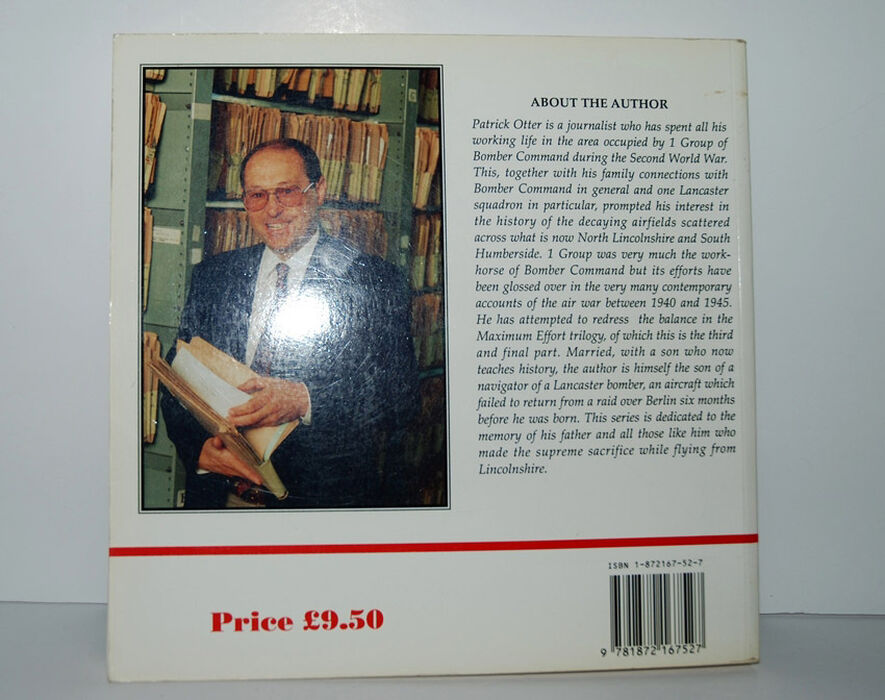 ABOUT THE AUTHOR
Patrick Otter is a journalist who has spent all his
working life in the area occupied by 1 Group of
Bomber Command during the Second World War.
This, together with his family connections with
Bomber Command in general and one Lancaster
squadron in particular, prompted his interest in
the history of the decaying airfields scattered
across what is now North Lincolnshire and South
Humberside. 1 Group was very much the work-
horse of Bomber Command but its efforts have
been glossed over in the very many contemporary
accounts of the air war between 1940 and 1945.
He has attempted to redress the balance in the
Maximum Effort trilogy, of which this is the third
and final part. Married, with a son who now
teaches history, the author is himself the son of a
navigator of a Lancaster bomber, an aircraft which
failed to return from a raid over Berlin six months
before he was born. This series is dedicated to the
memory of his father and all those like him who
made the supreme sacrifice while flying from
Lincolnshire.
ISBN 1-872167-52-7
Price £9.50
9 781872 167527